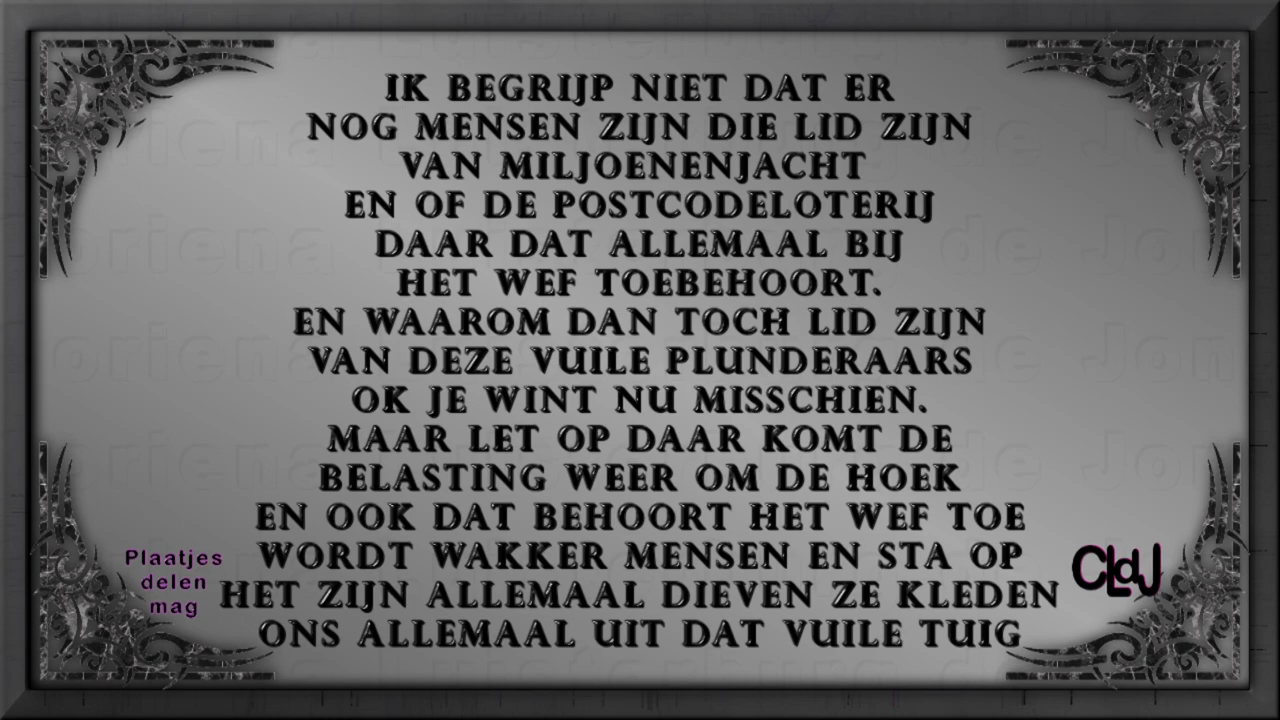 IK BEGRIJP NIET DAT ER
NOG MENSEN ZIJN DIE LID ZIJN
VAN MILJOENENJACHT
EN OF DE POSTCODELOTERIJ
DAAR DAT ALLEMAAL BIJ
HET WEF TOEBEHOORT.
EN WAAROM DAN TOCH LID ZIJN
VAN DEZE VUILE PLUNDERAARS
OK JE WINT NU MISSCHIEN.
MAAR LET OP DAAR KOMT DE
BELASTING WEER OM DE HOEK
EN OOK DAT BEHOORT HET WEF TOE
WORDT WAKKER MENSEN EN STA OP
HET ZIJN ALLEMAAL DIEVEN ZE KLEDEN
ONS ALLEMAAL UIT DAT VUILE TUIG
Plaatjes
delen
mag
CLdJ